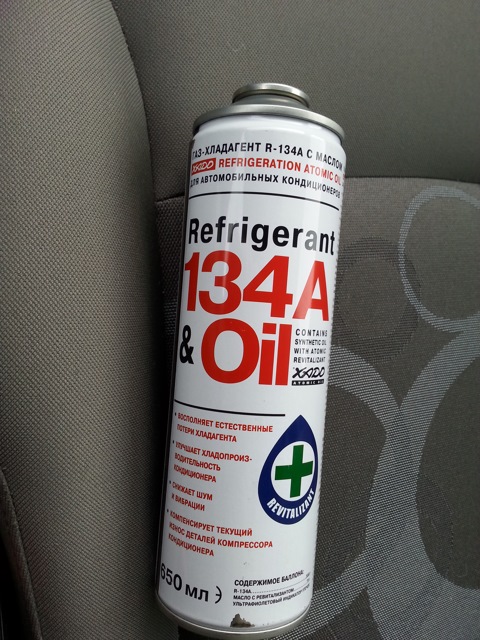 ГАЗ-ХЛАДАГЕНТ R-134A С МАСЛОМ
XADO REFRIGERATION ATOMIC OIL
ДЛЯ АВТОМОБИЛЬНЫХ КОНДИЦИОНЕРОВ
Refrigerant
134A
& Oil
CONTAINS
SYNTHETIC OIL
WITH ATOMIC
REVITALIZANT
XADO
ATOMIC OIL
• ВОСПОЛНЯЕТ ЕСТЕСТВЕННЫЕ
ПОТЕРИ ХЛАДАГЕНТА
• УЛУЧШАЕТ ХЛАДОПРОИЗ-
ВОДИТЕЛЬНОСТЬ
КОНДИЦИОНЕРА
• СНИЖАЕТ ШУМ
И ВИБРАЦИИ
• КОМПЕНСИРУЕТ ТЕКУЩИЙ
ИЗНОС ДЕТАЛЕЙ КОМПРЕССОРА
КОНДИЦИОНЕРА
REVITALIZANT
650 МЛ
СОДЕРЖИМОЕ БАЛЛОНА:
R-134A
МАСЛО С РЕВИТАЛИЗАНТОМ
УЛЬТРАФИОЛЕТОВЫЙ ИНДИКАТОР